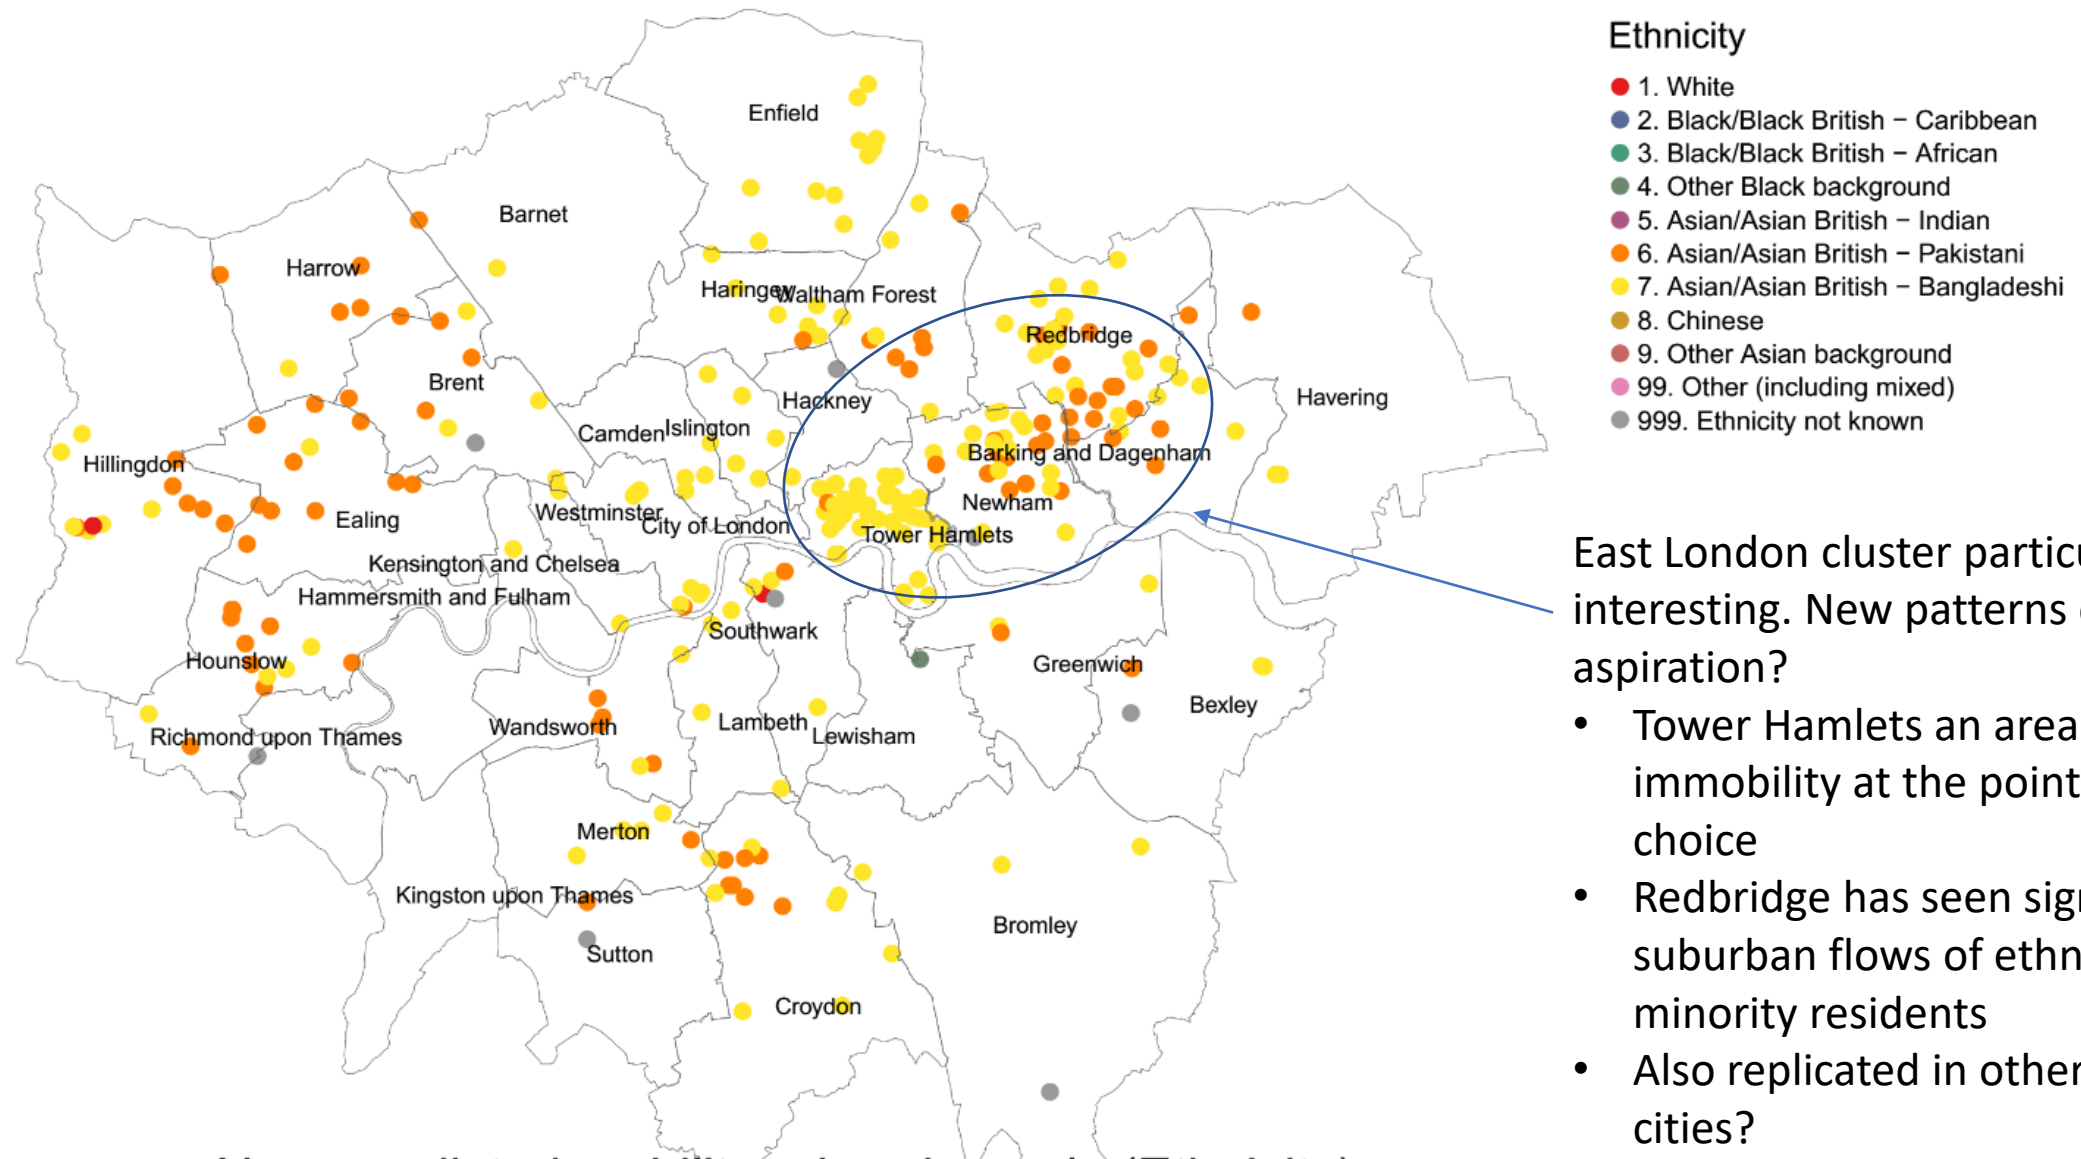 Ethnicity
1. White
2. Black/Black British – Caribbean
3. Black/Black British – African
4. Other Black background
5. Asian/Asian British – Indian
6. Asian/Asian British – Pakistani
7. Asian/Asian British – Bangladeshi
8. Chinese
9. Other Asian background
99. Other (including mixed)
999. Ethnicity not known
Enfield
Barnet
Harrow
Haringey
Waltham Forest
Redbridge
Brent
Hackney
Havering
Camden
Islington
Hillingdon
Barking and Dagenham
Newham
Ealing
Westminster
City of London
Tower Hamlets
Kensington and Chelsea
Hammersmith and Fulham
Southwark
Hounslow
Greenwich
Bexley
Richmond upon Thames
Wandsworth
Lambeth
Lewisham
Merton
Kingston upon Thames
Sutton
Bromley
Croydon
East London cluster particu
interesting. New patterns
aspiration?
• Tower Hamlets an area
immobility at the point
choice
• Redbridge has seen sig
suburban flows of ethn
minority residents
• Also replicated in other
cities?